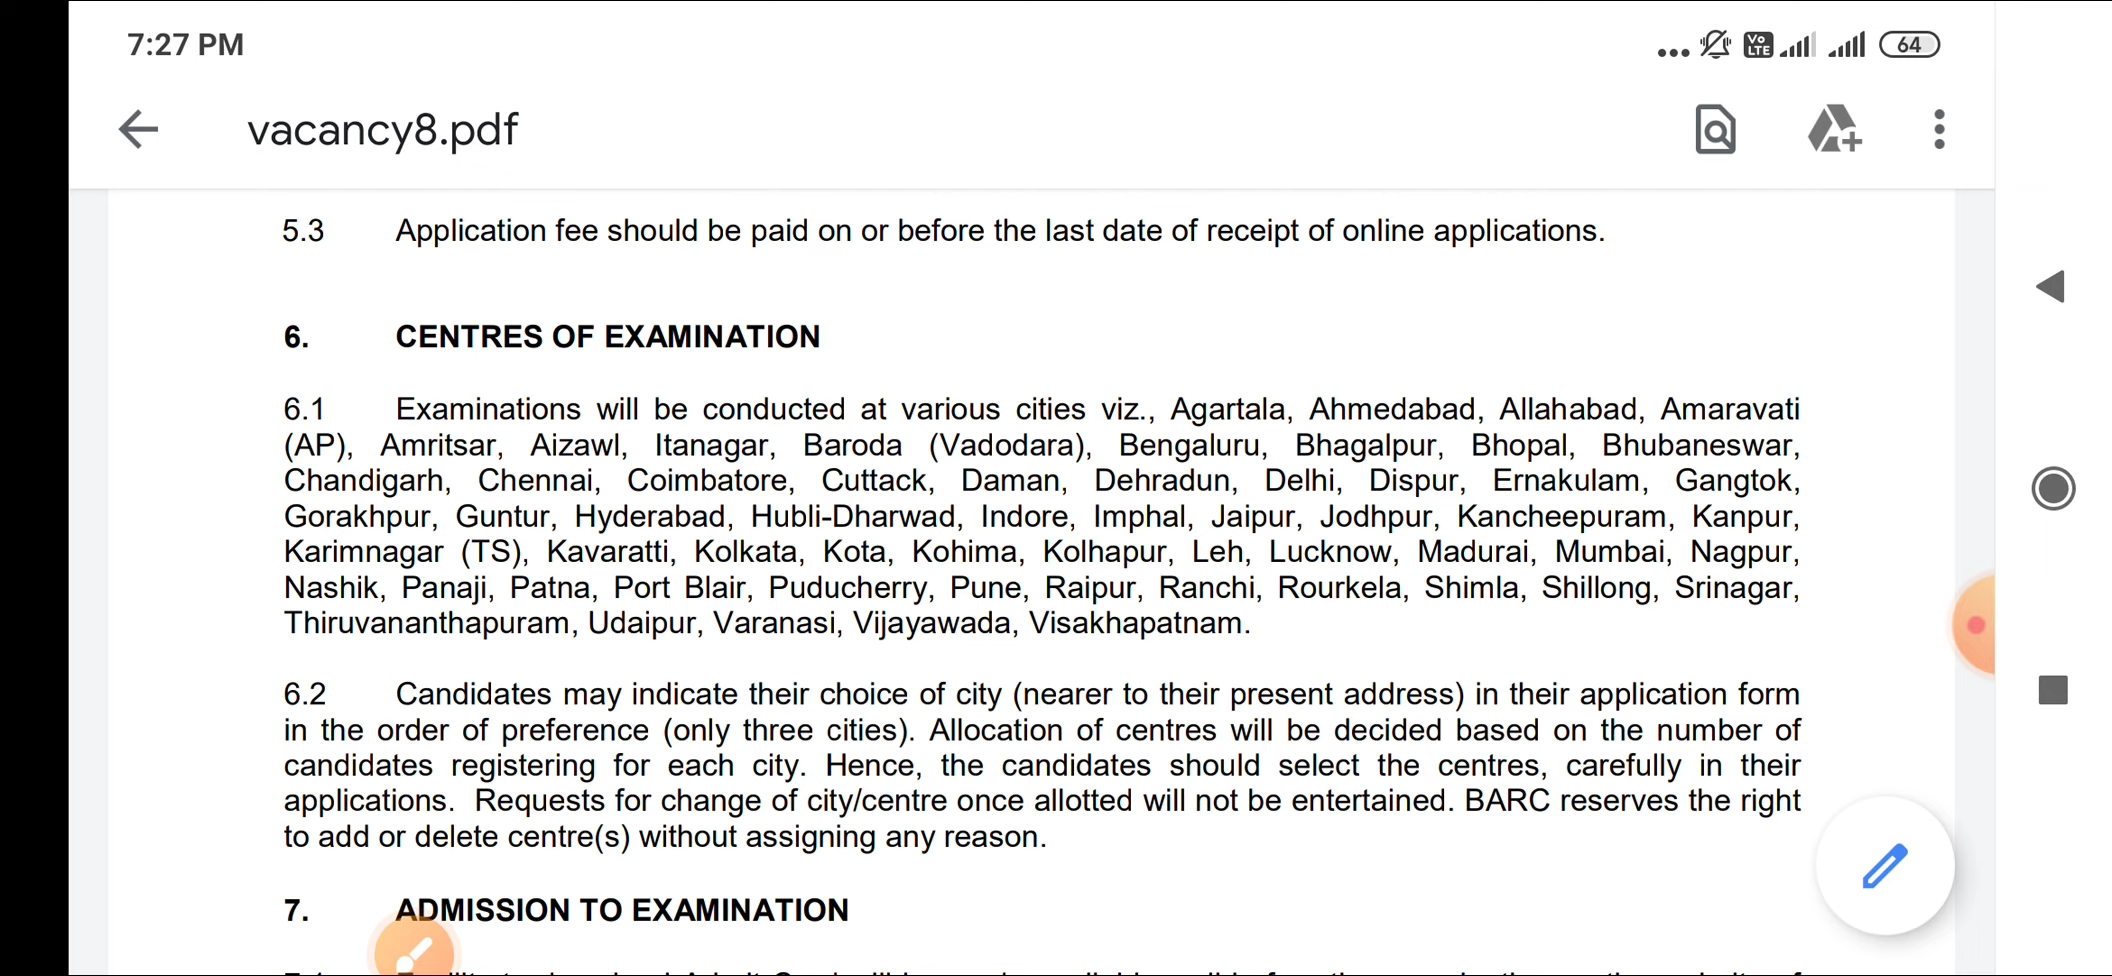 7:27 PM
Vo LTE
64
vacancy8.pdf
5.3 Application fee should be paid on or before the last date of receipt of online applications.
6. CENTRES OF EXAMINATION
6.1 Examinations will be conducted at various cities viz., Agartala, Ahmedabad, Allahabad, Amaravati
(AP), Amritsar, Aizawl, Itanagar, Baroda (Vadodara), Bengaluru, Bhagalpur, Bhopal, Bhubaneswar,
Chandigarh, Chennai, Coimbatore, Cuttack, Daman, Dehradun, Delhi, Dispur, Ernakulam, Gangtok,
Gorakhpur, Guntur, Hyderabad, Hubli-Dharwad, Indore, Imphal, Jaipur, Jodhpur, Kancheepuram, Kanpur,
Karimnagar (TS), Kavaratti, Kolkata, Kota, Kohima, Kolhapur, Leh, Lucknow, Madurai, Mumbai, Nagpur,
Nashik, Panaji, Patna, Port Blair, Puducherry, Pune, Raipur, Ranchi, Rourkela, Shimla, Shillong, Srinagar,
Thiruvananthapuram, Udaipur, Varanasi, Vijayawada, Visakhapatnam.
6.2 Candidates may indicate their choice of city (nearer to their present address) in their application form
in the order of preference (only three cities). Allocation of centres will be decided based on the number of
candidates registering for each city. Hence, the candidates should select the centres, carefully in their
applications. Requests for change of city/centre once allotted will not be entertained. BARC reserves the right
to add or delete centre(s) without assigning any reason.
7. ADMISSION TO EXAMINATION